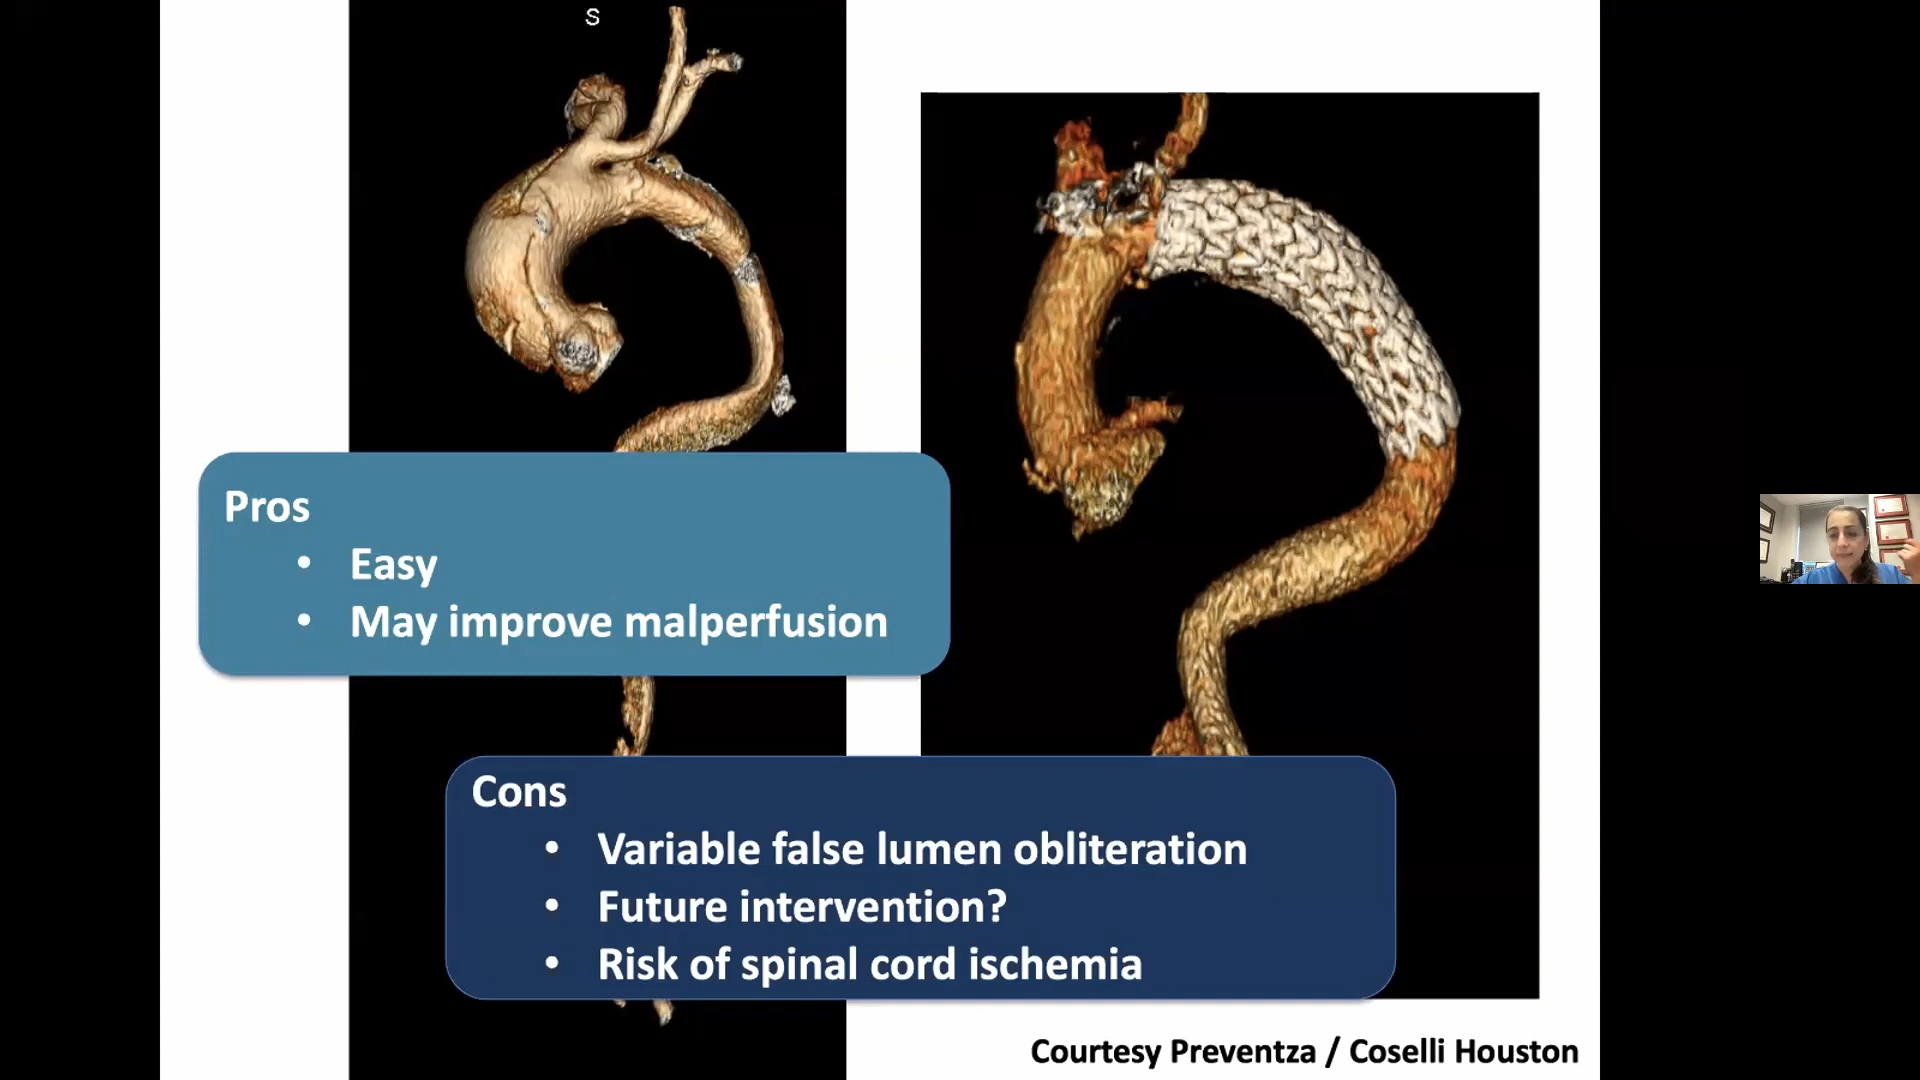 S
Pros
• Easy
• May improve malperfusion
Cons
• Variable false lumen obliteration
• Future intervention?
• Risk of spinal cord ischemia
Courtesy Preventza / Coselli Houston